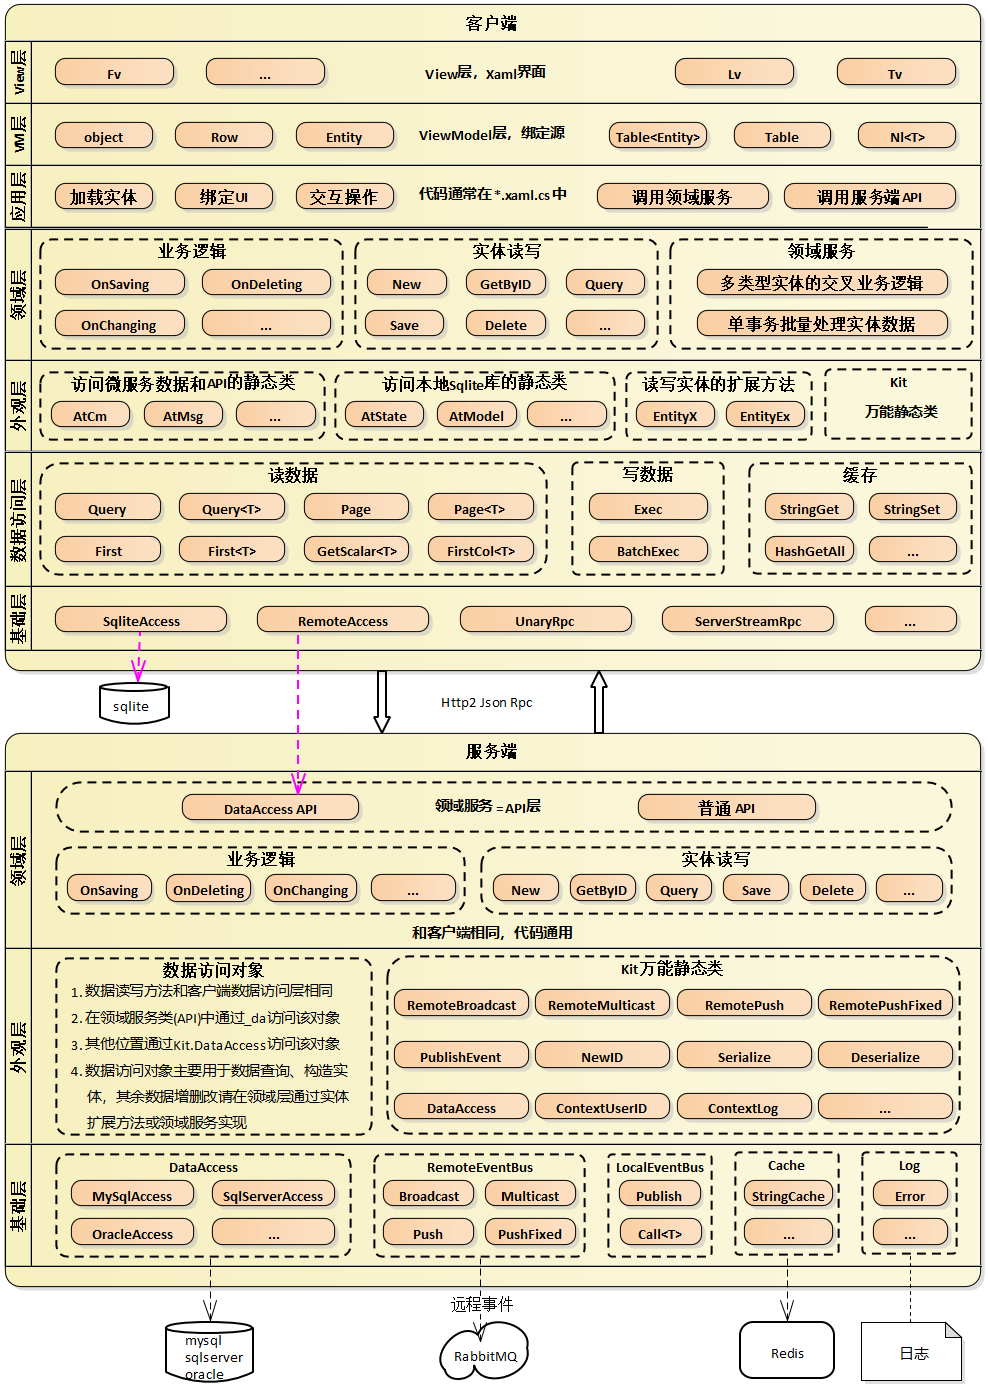 客户端
View层
Fv
...
View层，Xaml界面
Lv
Tv
VM层
object
Row
Entity
ViewModel层，绑定源
Table<Entity>
Table
Nl<T>
应用层
加载实体
绑定UI
交互操作
代码通常在 *.xaml.cs 中
调用领域服务
调用服务端 API
领域层
业务逻辑
OnSaving
OnDeleting
OnChanging
...
实体读写
New
GetByID
Query
Save
Delete
...
领域服务
多类型实体的交叉业务逻辑
单事务批量处理实体数据
外观层
访问微服务数据和API的静态类
AtCm
AtMsg
...
访问本地Sqlite库的静态类
AtState
AtModel
...
读写实体的扩展方法
EntityX
EntityEx
Kit
万能静态类
数据访问层
读数据
Query
Query<T>
Page
Page<T>
First
First<T>
GetScalar<T>
FirstCol<T>
写数据
Exec
BatchExec
缓存
StringGet
StringSet
HashGetAll
...
基础层
SqliteAccess
RemoteAccess
UnaryRpc
ServerStreamRpc
...
sqlite
Http2 Json Rpc
服务端
领域层
DataAccess API
领域服务 =API层
普通 API
业务逻辑
OnSaving
OnDeleting
OnChanging
...
实体读写
New
GetByID
Query
Save
Delete
...
和客户端相同，代码通用
外观层
数据访问对象
1. 数据读写方法和客户端数据访问层相同
2. 在领域服务类(API)中通过_da访问该对象
3. 其他位置通过Kit.DataAccess访问该对象
4. 数据访问对象主要用于数据查询、构造实
体，其余数据增删改请在领域层通过实体
扩展方法或领域服务实现
Kit万能静态类
RemoteBroadcast
RemoteMulticast
RemotePush
RemotePushFixed
PublishEvent
NewID
Serialize
Deserialize
DataAccess
ContextUserID
ContextLog
...
基础层
DataAccess
MySqlAccess
SqlServerAccess
OracleAccess
...
RemoteEventBus
Broadcast
Multicast
Push
PushFixed
LocalEventBus
Publish
Call<T>
Cache
StringCache
...
Log
Error
...
远程事件
mysql
sqlserver
oracle
RabbitMQ
Redis
日志